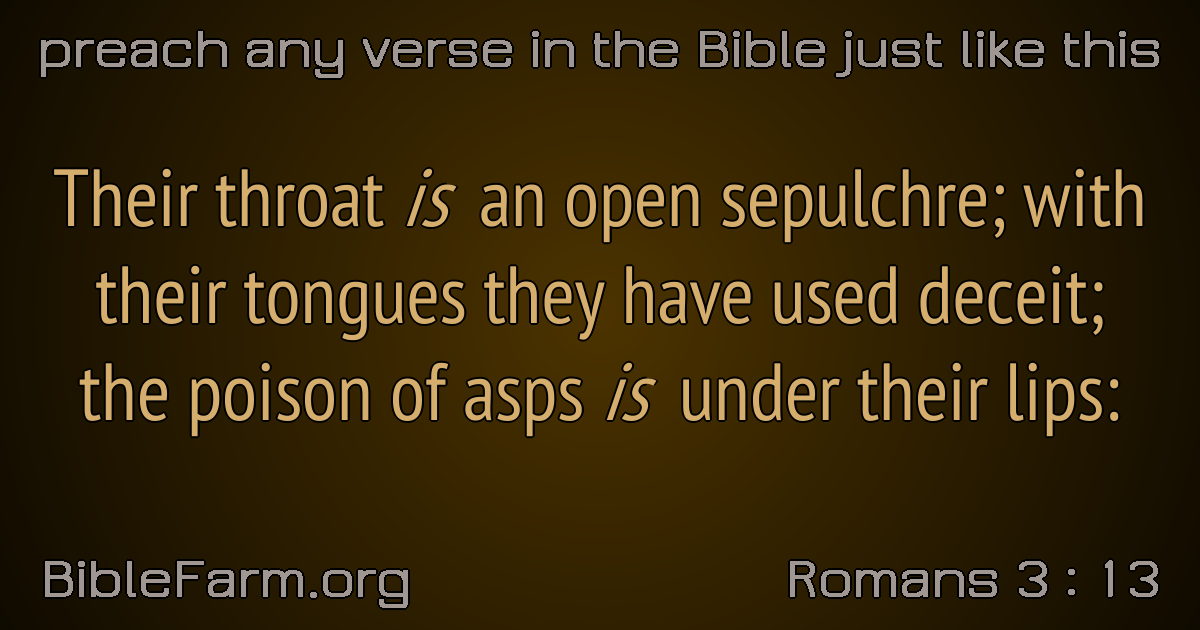 preach any verse in the Bible just like this
Their throat is an open sepulchre; with
their tongues they have used deceit;
the poison of asps is under their lips:
BibleFarm.org
Romans 3 : 13